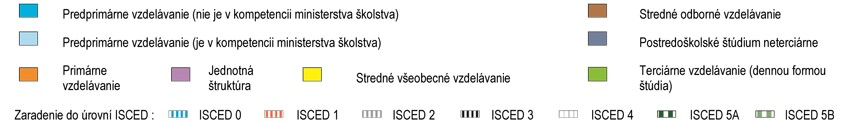 Predprimárne vzdelávanie (nie je v kompetencii ministerstva školstva)
Stredné odborné vzdelávanie
Predprimárne vzdelávanie (je v kompetencii ministerstva školstva)
Postredoškolské štúdium neterciárne
Primárne
vzdelávanie
Jednotná
štruktúra
Stredné všeobecné vzdelávanie
Terciárne vzdelávanie (dennou formou
štúdia)
Zaradenie do úrovní ISCED : ISCED 0 ISCED 1 ISCED 2 ISCED 3 ISCED 4 ISCED 5A ISCED 5B